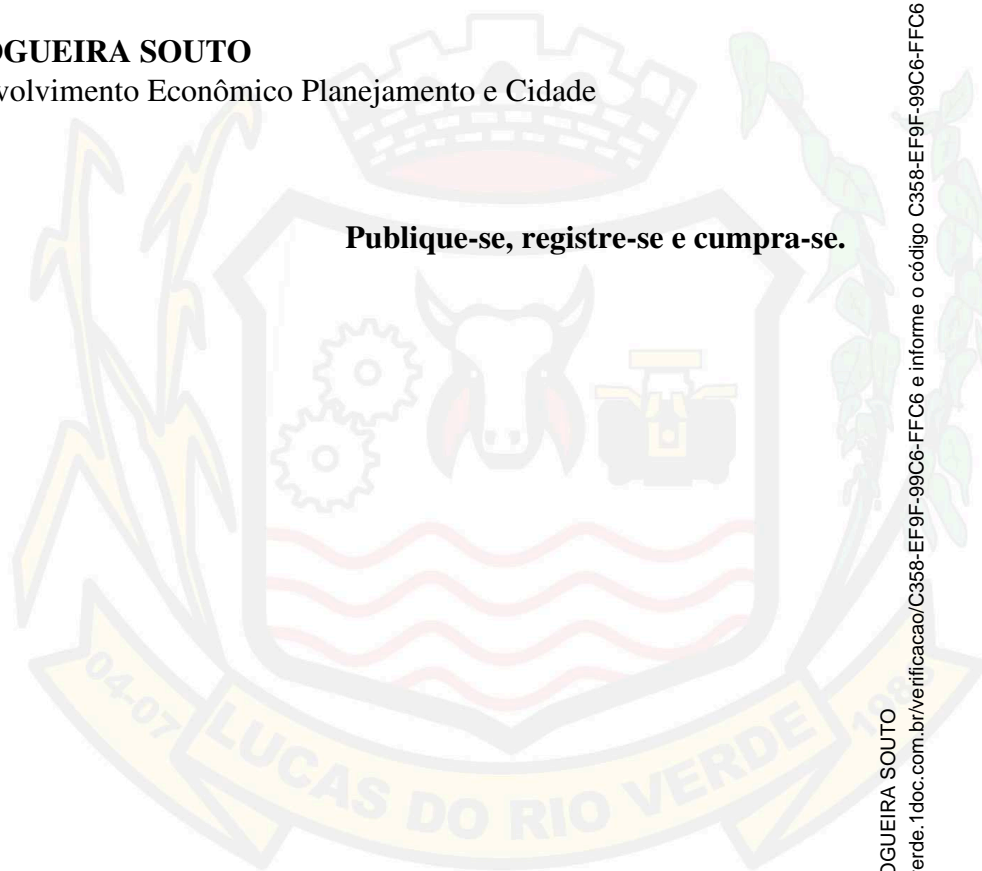 OGUEIRA SOUTO
volvimento Econômico Planejamento e Cidade
Publique-se, registre-se e cumpra-se.
04-07 LUCAS DO RIO VERDE 1988
OGUEIRA SOUTO
erde.1doc.com.br/verificacao/C358-EF9F-99C6-FFC6 e informe o código C358-EF9F-99C6-FFC6